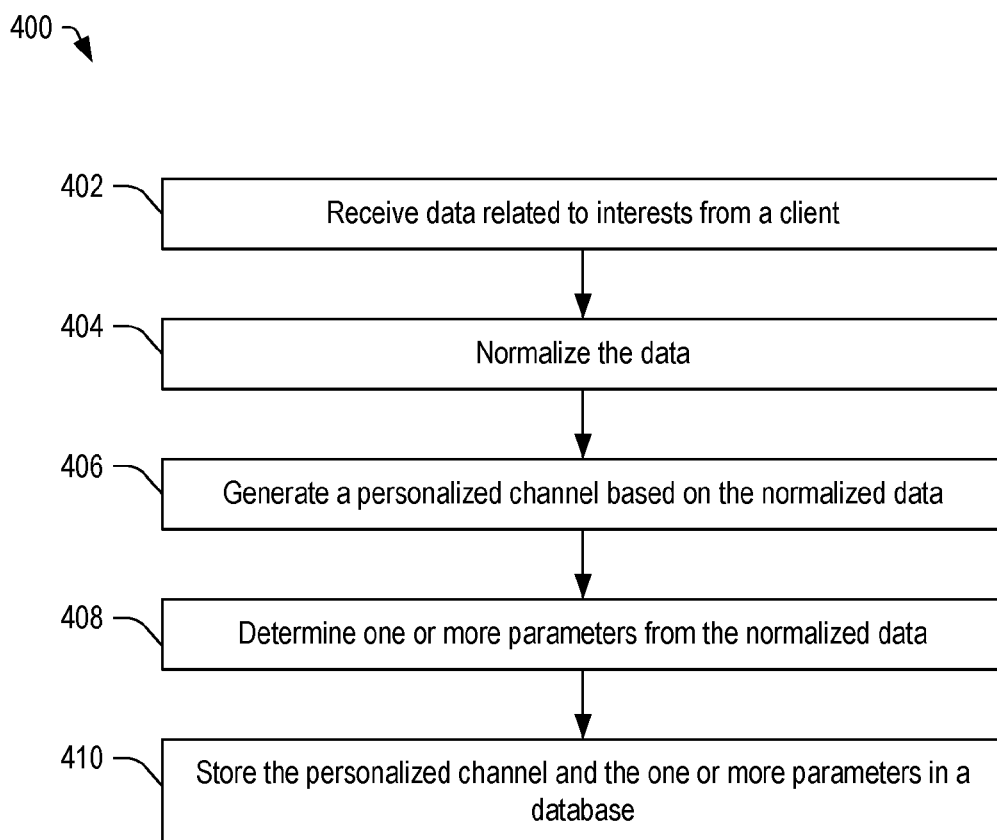 400
402
Receive data related to interests from a client
404
Normalize the data
406
Generate a personalized channel based on the normalized data
408
Determine one or more parameters from the normalized data
410
Store the personalized channel and the one or more parameters in a
database